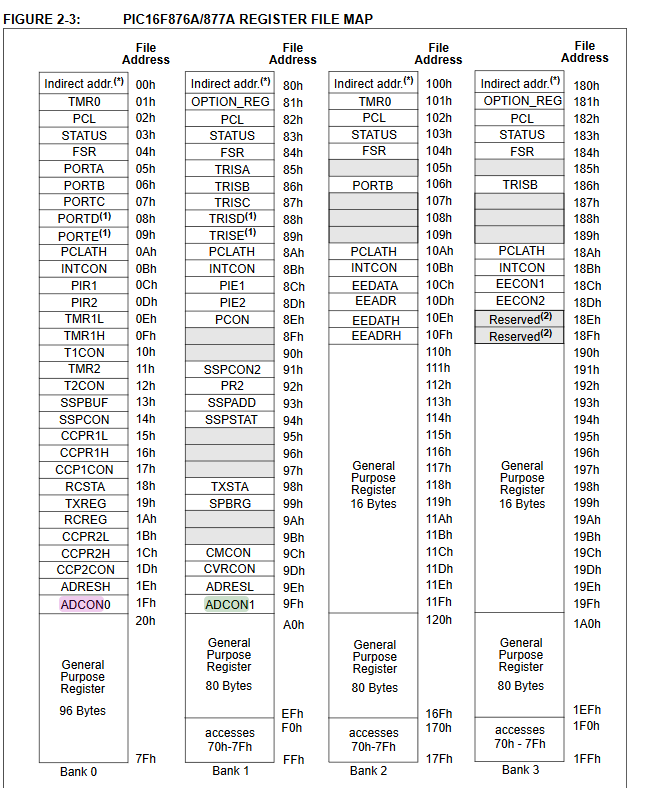 FIGURE 2-3: PIC16F876A/877A REGISTER FILE MAP
File Address File Address File Address File Address
Indirect addr.(*) 00h Indirect addr.(*) 80h Indirect addr.(*) 100h Indirect addr.(*) 180h
TMR0 01h OPTION_REG 81h TMR0 101h OPTION_REG 181h
PCL 02h PCL 82h PCL 102h PCL 182h
STATUS 03h STATUS 83h STATUS 103h STATUS 183h
FSR 04h FSR 84h FSR 104h FSR 184h
PORTA 05h TRISA 85h 105h 185h
PORTB 06h TRISB 86h PORTB 106h TRISB 186h
PORTC 07h TRISC 87h 107h 187h
PORTD(1) 08h TRISD(1) 88h 108h 188h
PORTE(1) 09h TRISE(1) 89h 109h 189h
PCLATH 0Ah PCLATH 8Ah PCLATH 10Ah PCLATH 18Ah
INTCON 0Bh INTCON 8Bh INTCON 10Bh INTCON 18Bh
PIR1 0Ch PIE1 8Ch EEDATA 10Ch EECON1 18Ch
PIR2 0Dh PIE2 8Dh EEADR 10Dh EECON2 18Dh
TMR1L 0Eh PCON 8Eh EEDATH 10Eh Reserved(2) 18Eh
TMR1H 0Fh 8Fh EEADRH 10Fh Reserved(2) 18Fh
T1CON 10h 90h 110h 190h
TMR2 11h SSPCON2 91h 111h 191h
T2CON 12h PR2 92h 112h 192h
SSPBUF 13h SSPADD 93h 113h 193h
SSPCON 14h SSPSTAT 94h 114h 194h
CCPR1L 15h 95h 115h 195h
CCPR1H 16h 96h 116h 196h
CCP1CON 17h 97h General Purpose Register 16 Bytes 117h General Purpose Register 16 Bytes 197h
RCSTA 18h TXSTA 98h 118h 198h
TXREG 19h SPBRG 99h 119h 199h
RCREG 1Ah 9Ah 11Ah 19Ah
CCPR2L 1Bh 9Bh 11Bh 19Bh
CCPR2H 1Ch CMCON 9Ch 11Ch 19Ch
CCP2CON 1Dh CVRCON 9Dh 11Dh 19Dh
ADRESH 1Eh ADRESL 9Eh 11Eh 19Eh
ADCON0 1Fh ADCON1 9Fh 11Fh 19Fh
20h A0h 120h 1A0h
General General General General
Purpose Purpose Purpose Purpose
Register Register Register Register
96 Bytes 80 Bytes 80 Bytes 80 Bytes
EFh 16Fh 1EFh
accesses F0h accesses 170h accesses 1F0h
70h-7Fh 70h-7Fh 70h - 7Fh
7Fh FFh 17Fh 1FFh
Bank 0 Bank 1 Bank 2 Bank 3